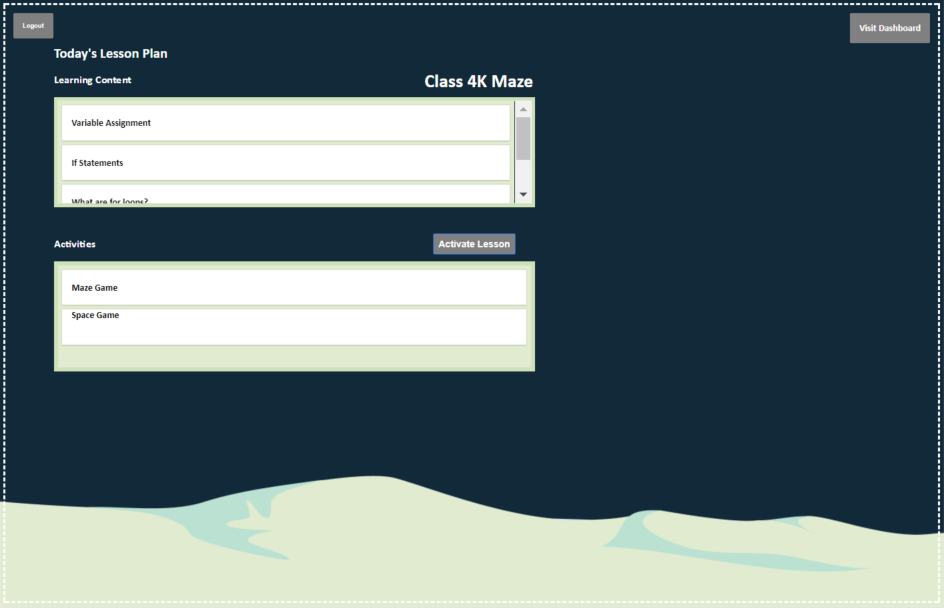 Logout
Visit Dashboard
Today's Lesson Plan
Learning Content
Class 4K Maze
Variable Assignment
If Statements
What are for loops?
Activities
Activate Lesson
Maze Game
Space Game